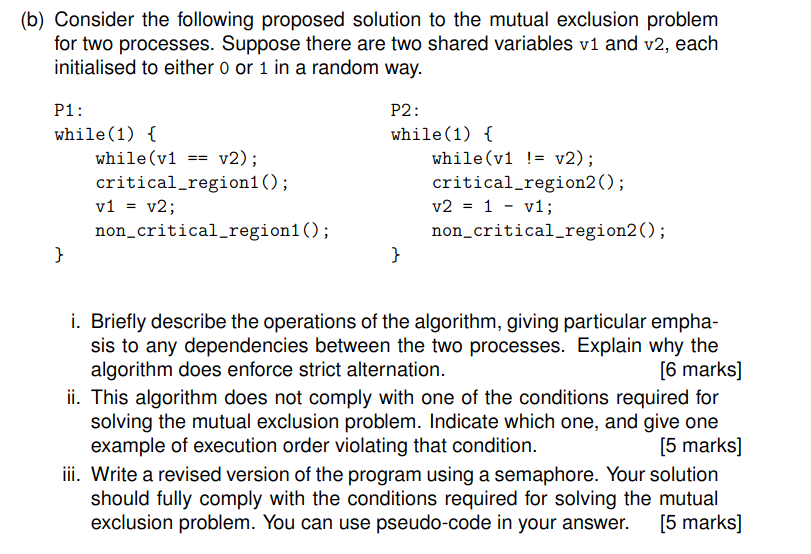 (b) Consider the following proposed solution to the mutual exclusion problem
for two processes. Suppose there are two shared variables v1 and v2, each
initialised to either 0 or 1 in a random way.
P1:
while(1) {
while(v1 == v2);
critical_region1();
v1 = v2;
non_critical_region1();
}
P2:
while(1) {
while(v1 != v2);
critical_region2();
v2 = 1 - v1;
non_critical_region2();
}
i. Briefly describe the operations of the algorithm, giving particular empha-
sis to any dependencies between the two processes. Explain why the
algorithm does enforce strict alternation. [6 marks]
ii. This algorithm does not comply with one of the conditions required for
solving the mutual exclusion problem. Indicate which one, and give one
example of execution order violating that condition. [5 marks]
iii. Write a revised version of the program using a semaphore. Your solution
should fully comply with the conditions required for solving the mutual
exclusion problem. You can use pseudo-code in your answer. [5 marks]